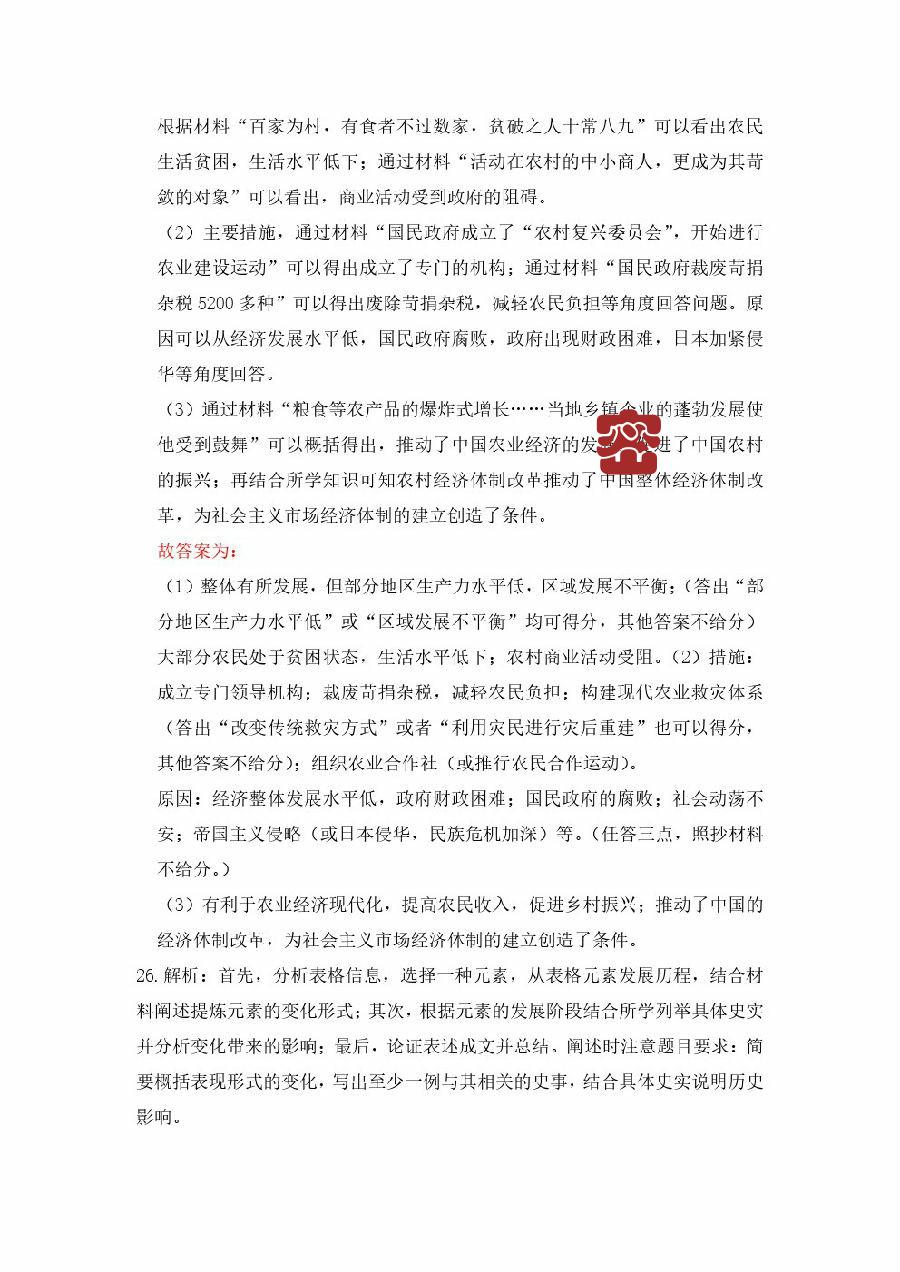 根据材料“百家为村，有食者不过数家，贫破之人十常八九”可以看出农民
生活贫困，生活水平低下；通过材料“活动在农村的中小商人，更成为其苛
敛的对象”可以看出，商业活动受到政府的阻碍。
（2）主要措施，通过材料“国民政府成立了“农村复兴委员会”，开始进行
农业建设运动”可以得出成立了专门的机构；通过材料“国民政府裁废苛捐
杂税 5200 多种”可以得出废除苛捐杂税，减轻农民负担等角度回答问题。原
因可以从经济发展水平低，国民政府腐败，政府出现财政困难，日本加紧侵
华等角度回答。
（3）通过材料“粮食等农产品的爆炸式增长……当地乡镇企业的蓬勃发展使
他受到鼓舞”可以概括得出，推动了中国农业经济的发 进了中国农村
的振兴；再结合所学知识可知农村经济体制改革推动了中国整体经济体制改
革，为社会主义市场经济体制的建立创造了条件。
故答案为：
（1）整体有所发展，但部分地区生产力水平低，区域发展不平衡；（答出“部
分地区生产力水平低”或“区域发展不平衡”均可得分，其他答案不给分）
大部分农民处于贫困状态，生活水平低下；农村商业活动受阻。（2）措施：
成立专门领导机构；裁废苛捐杂税，减轻农民负担；构建现代农业救灾体系
（答出“改变传统救灾方式”或者“利用灾民进行灾后重建”也可以得分，
其他答案不给分）；组织农业合作社（或推行农民合作运动）。
原因：经济整体发展水平低，政府财政困难；国民政府的腐败；社会动荡不
安；帝国主义侵略（或日本侵华，民族危机加深）等。（任答三点，照抄材料
不给分。）
（3）有利于农业经济现代化，提高农民收入，促进乡村振兴；推动了中国的
经济体制改革，为社会主义市场经济体制的建立创造了条件。
26. 解析：首先，分析表格信息，选择一种元素，从表格元素发展历程，结合材
料阐述提炼元素的变化形式；其次，根据元素的发展阶段结合所学列举具体史实
并分析变化带来的影响；最后，论证表述成文并总结。阐述时注意题目要求：简
要概括表现形式的变化，写出至少一例与其相关的史事，结合具体史实说明历史
影响。